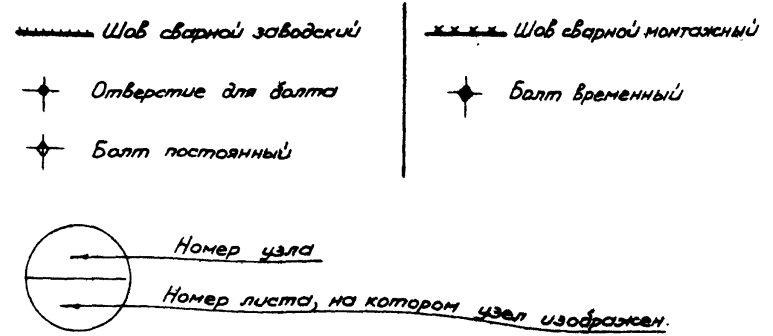 Шов сварной заводский
Отверстие для болта
Болт постоянный
Шов сварной монтажный
Болт временный
Номер узла
Номер листа, на котором узел изображен.